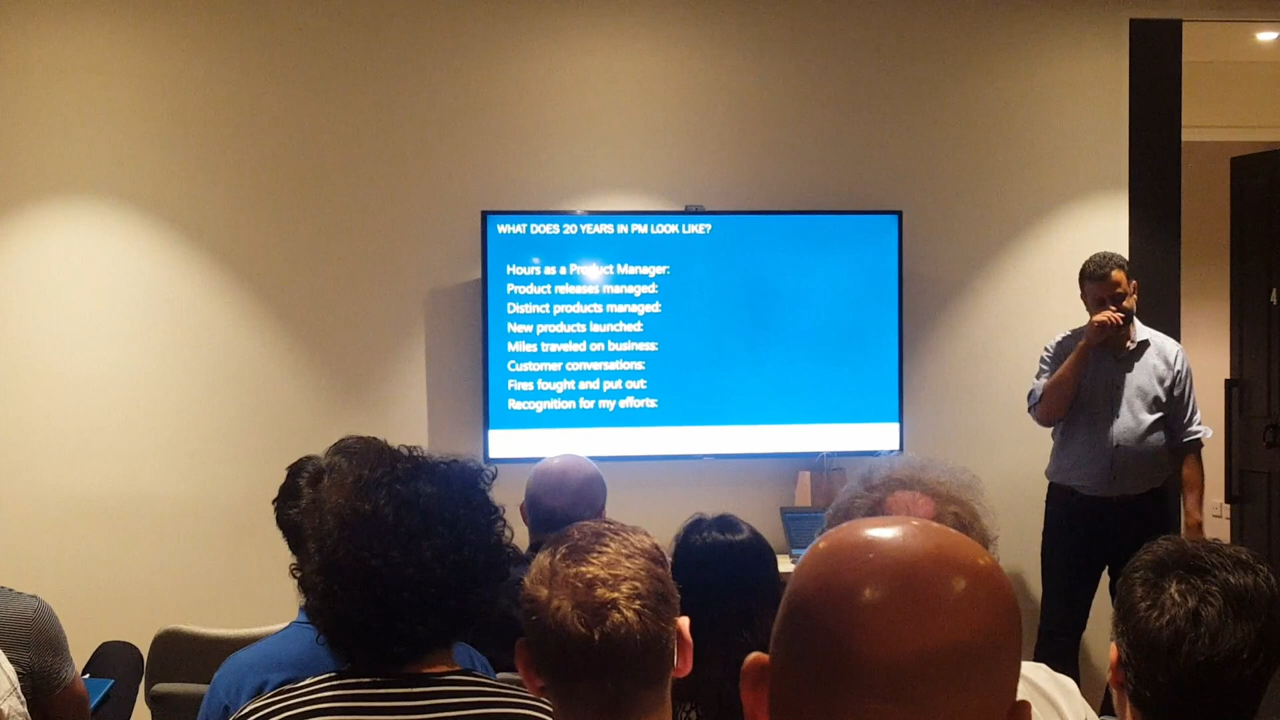 WHAT DOES 20 YEARS IN PM LOOK LIKE?
Hours as a Product Manager:
Product releases managed:
Distinct products managed:
New products launched:
Miles traveled on business:
Customer conversations:
Fires fought and put out:
Recognition for my efforts: